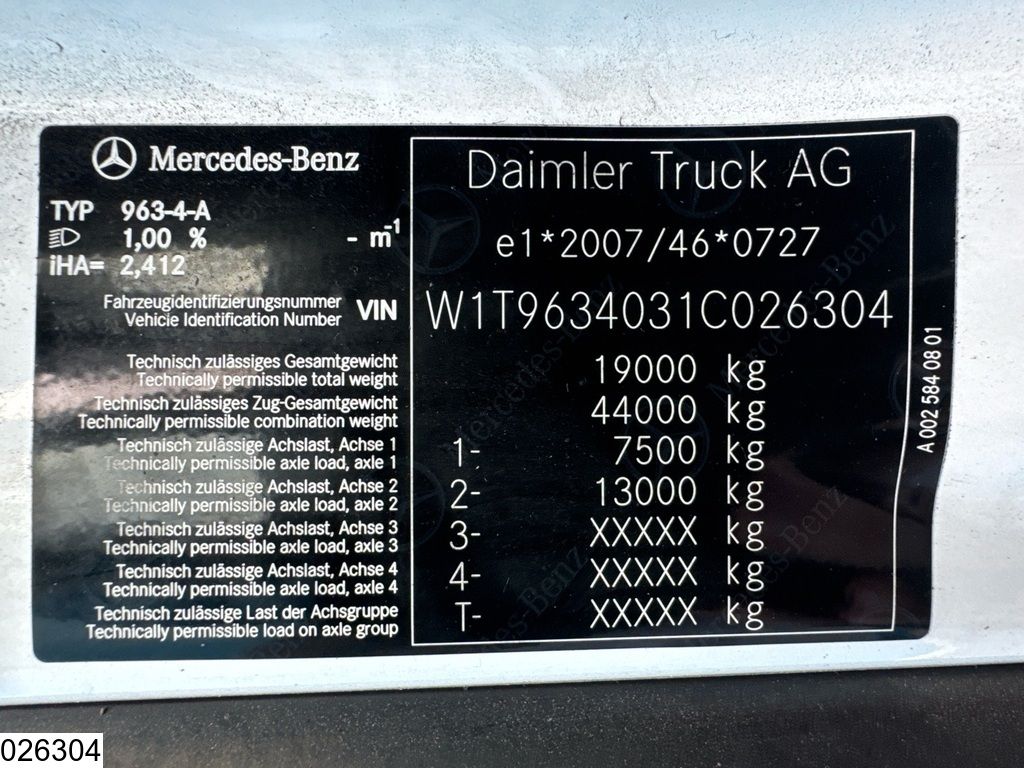 Mercedes-Benz
Daimler Truck AG
TYP 963-4-A
1,00 % - m-1
iHA= 2,412
e1*2007/46*0727
Fahrzeugidentifizierungsnummer
Vehicle Identification Number
VIN W1T9634031C026304
Technisch zulässiges Gesamtgewicht
Technically permissible total weight
19000 kg
Technisch zulässiges Zug-Gesamtgewicht
Technically permissible combination weight
44000 kg
Technisch zulässige Achslast, Achse 1
Technically permissible axle load, axle 1
1- 7500 kg
Technisch zulässige Achslast, Achse 2
Technically permissible axle load, axle 2
2- 13000 kg
Technisch zulässige Achslast, Achse 3
Technically permissible axle load, axle 3
3- XXXXX kg
Technisch zulässige Achslast, Achse 4
Technically permissible axle load, axle 4
4- XXXXX kg
Technisch zulässige Last der Achsgruppe
Technically permissible load on axle group
T- XXXXX kg
A 002 584 08 01
026304